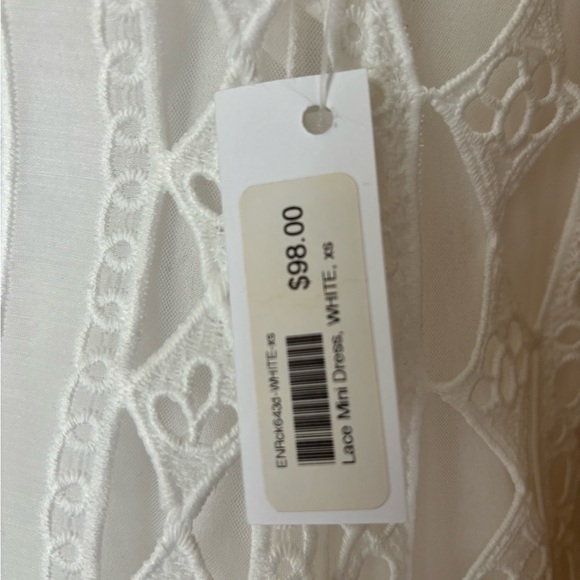 $98.00
ENRck643d-WHITE-xs
Lace Mini Dress, WHITE, xs